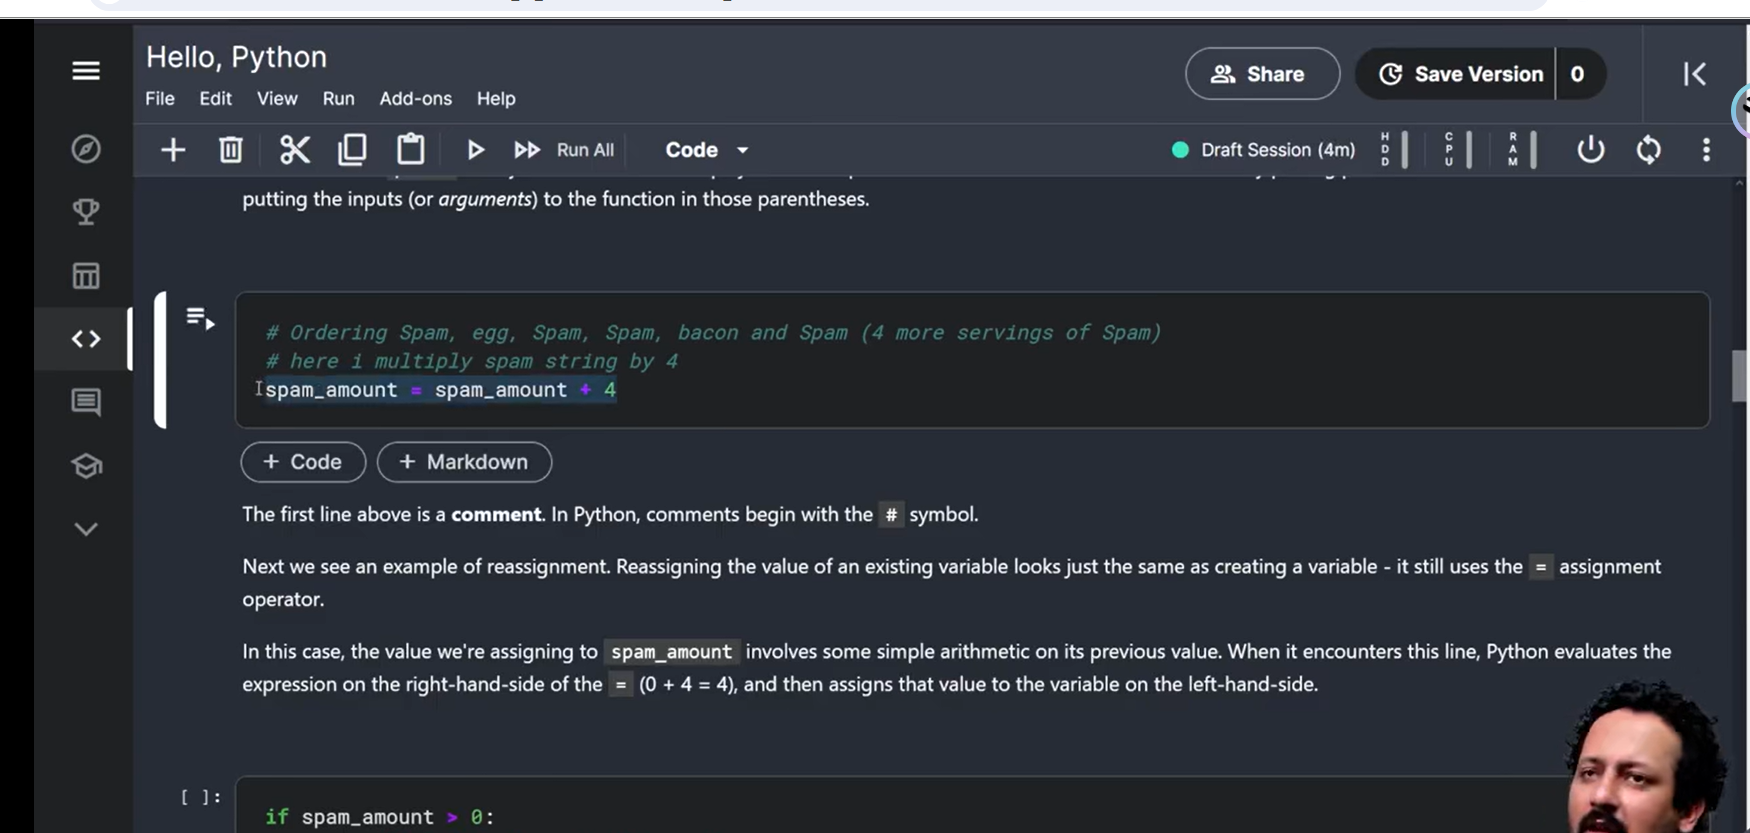 Hello, Python
Share
Save Version 0
File Edit View Run Add-ons Help
Run All Code
Draft Session (4m)
HDD
CPU
RAM
putting the inputs (or arguments) to the function in those parentheses.
# Ordering Spam, egg, Spam, Spam, bacon and Spam (4 more servings of Spam)
# here i multiply spam string by 4
spam_amount = spam_amount + 4
+ Code + Markdown
The first line above is a comment. In Python, comments begin with the # symbol.
Next we see an example of reassignment. Reassigning the value of an existing variable looks just the same as creating a variable - it still uses the = assignment
operator.
In this case, the value we're assigning to spam_amount involves some simple arithmetic on its previous value. When it encounters this line, Python evaluates the
expression on the right-hand-side of the = (0 + 4 = 4), and then assigns that value to the variable on the left-hand-side.
[ ]:
if spam_amount > 0: